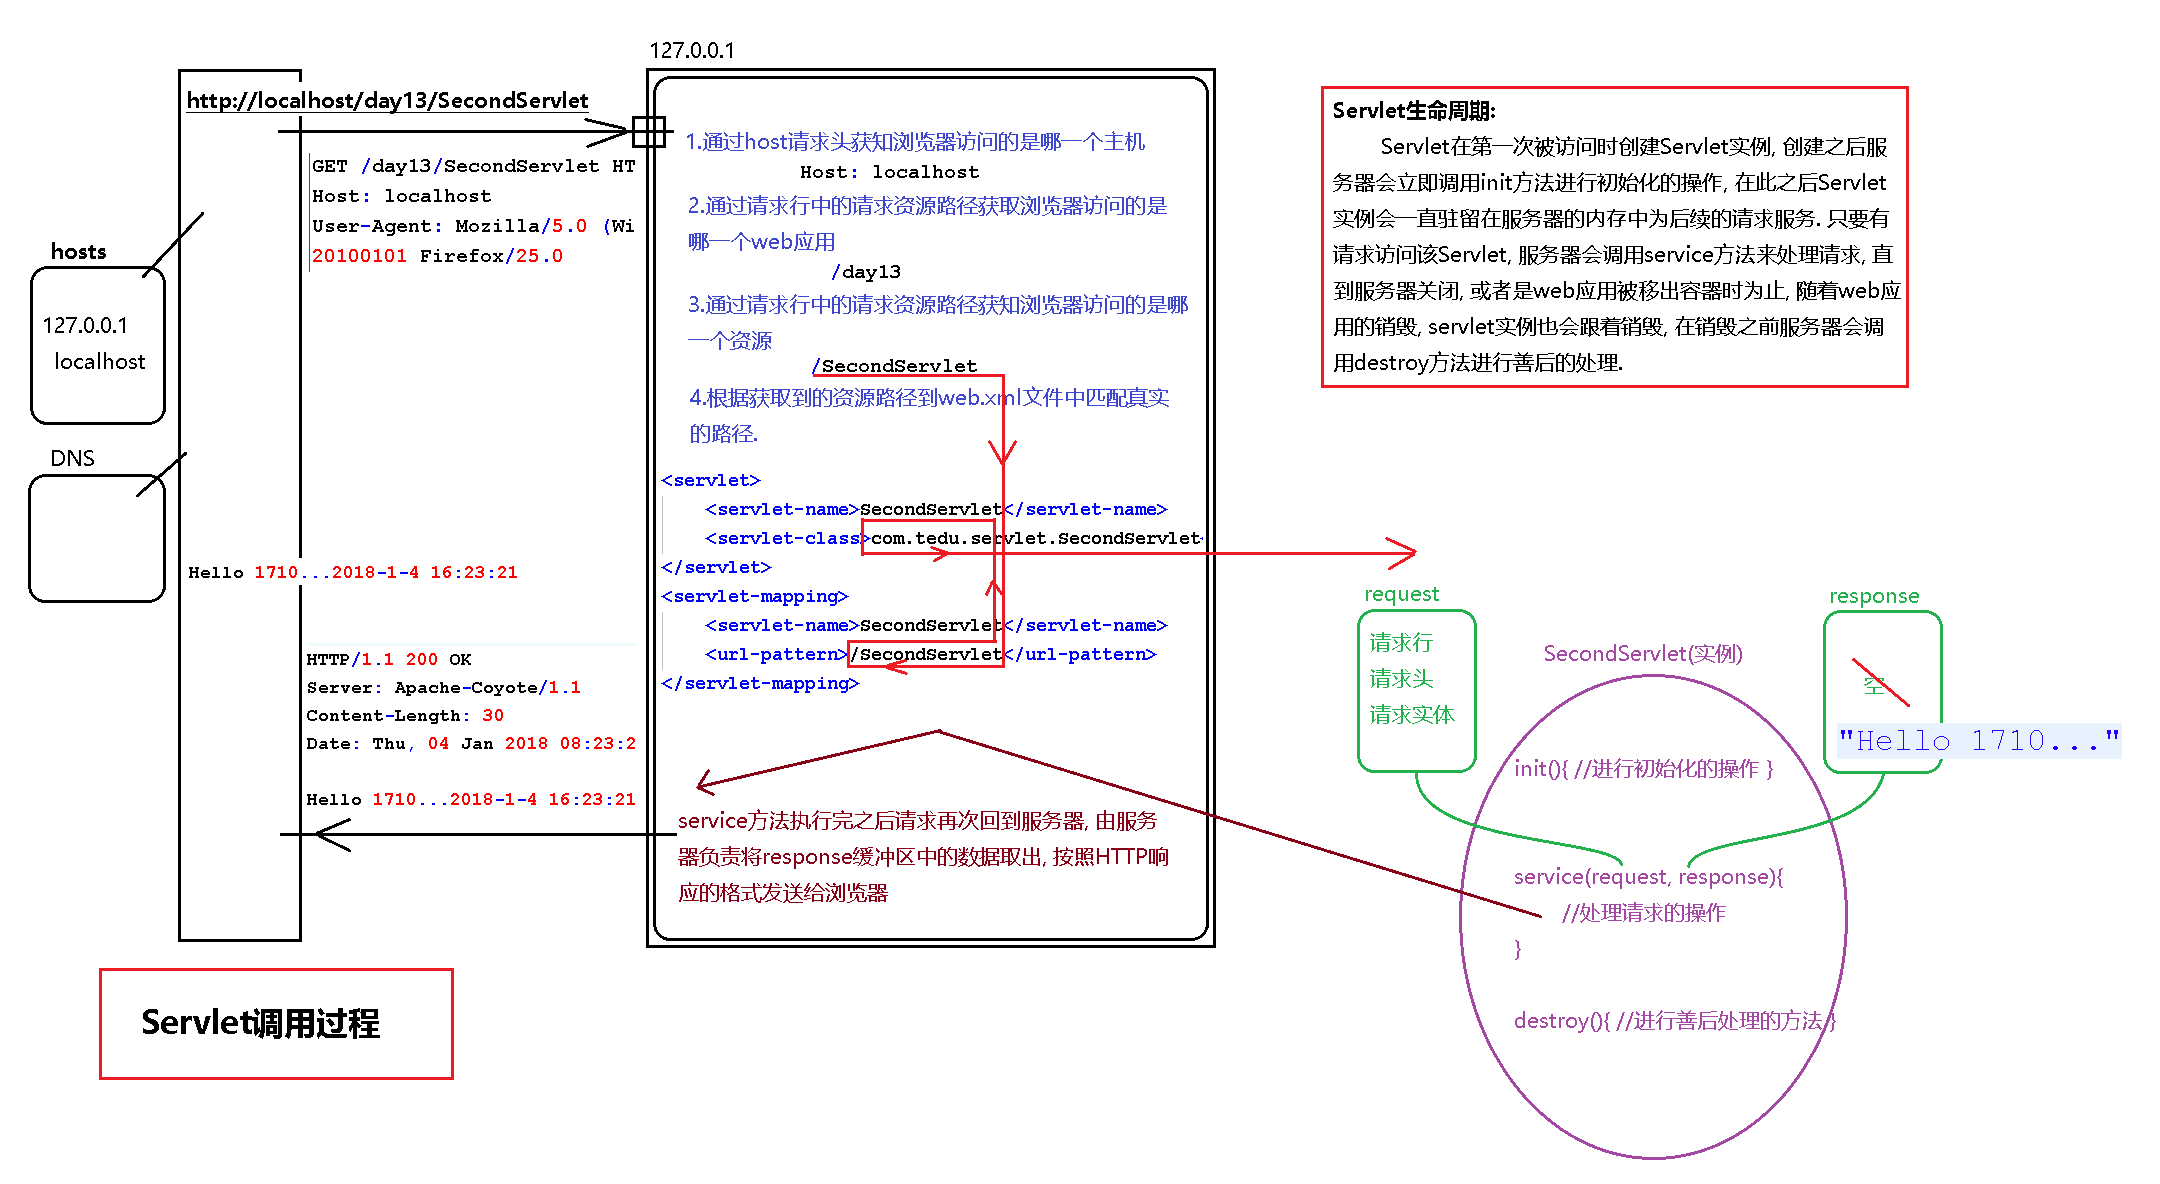 127.0.0.1
http://localhost/day13/SecondServlet
GET /day13/SecondServlet HT
Host: localhost
User-Agent: Mozilla/5.0 (Wi
20100101 Firefox/25.0
hosts
127.0.0.1
localhost
DNS
Hello 1710...2018-1-4 16:23:21
HTTP/1.1 200 OK
Server: Apache-Coyote/1.1
Content-Length: 30
Date: Thu, 04 Jan 2018 08:23:2
Hello 1710...2018-1-4 16:23:21
1.通过host请求头获知浏览器访问的是哪一个主机
Host: localhost
2.通过请求行中的请求资源路径获取浏览器访问的是
哪一个web应用
/day13
3.通过请求行中的请求资源路径获知浏览器访问的是哪
一个资源
/SecondServlet
4.根据获取到的资源路径到web.xml文件中匹配真实
的路径.
<servlet>
<servlet-name>SecondServlet</servlet-name>
<servlet-class>com.tedu.servlet.SecondServlet
</servlet>
<servlet-mapping>
<servlet-name>SecondServlet</servlet-name>
<url-pattern>/SecondServlet</url-pattern>
</servlet-mapping>
service方法执行完之后请求再次回到服务器, 由服务
器负责将response缓冲区中的数据取出, 按照HTTP响
应的格式发送给浏览器
Servlet生命周期:
Servlet在第一次被访问时创建Servlet实例, 创建之后服
务器会立即调用init方法进行初始化的操作, 在此之后Servlet
实例会一直驻留在服务器的内存中为后续的请求服务. 只要有
请求访问该Servlet, 服务器会调用service方法来处理请求, 直
到服务器关闭, 或者是web应用被移出容器时为止, 随着web应
用的销毁, servlet实例也会跟着销毁, 在销毁之前服务器会调
用destroy方法进行善后的处理.
request
请求行
请求头
请求实体
response
空
"Hello 1710..."
SecondServlet(实例)
init(){ //进行初始化的操作 }
service(request, response){
//处理请求的操作
}
destroy(){ //进行善后处理的方法 }
Servlet调用过程